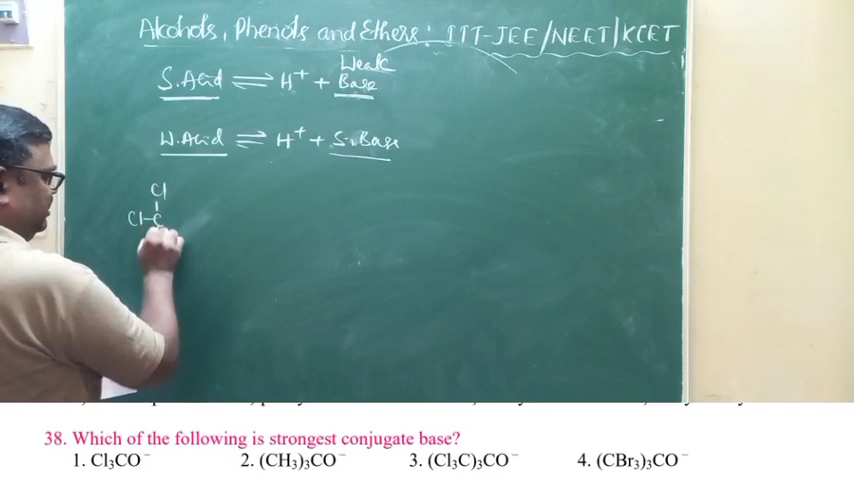 Alcohols, Phenols and Ethers: IIT-JEE/NEET/KCET
S.Acid ⇌ H⁺ + Weak Base
W.Acid ⇌ H⁺ + S.Base
Cl
Cl-C
38. Which of the following is strongest conjugate base?
1. Cl₃CO⁻ 2. (CH₃)₃CO⁻ 3. (Cl₃C)₃CO⁻ 4. (CBr₃)₃CO⁻